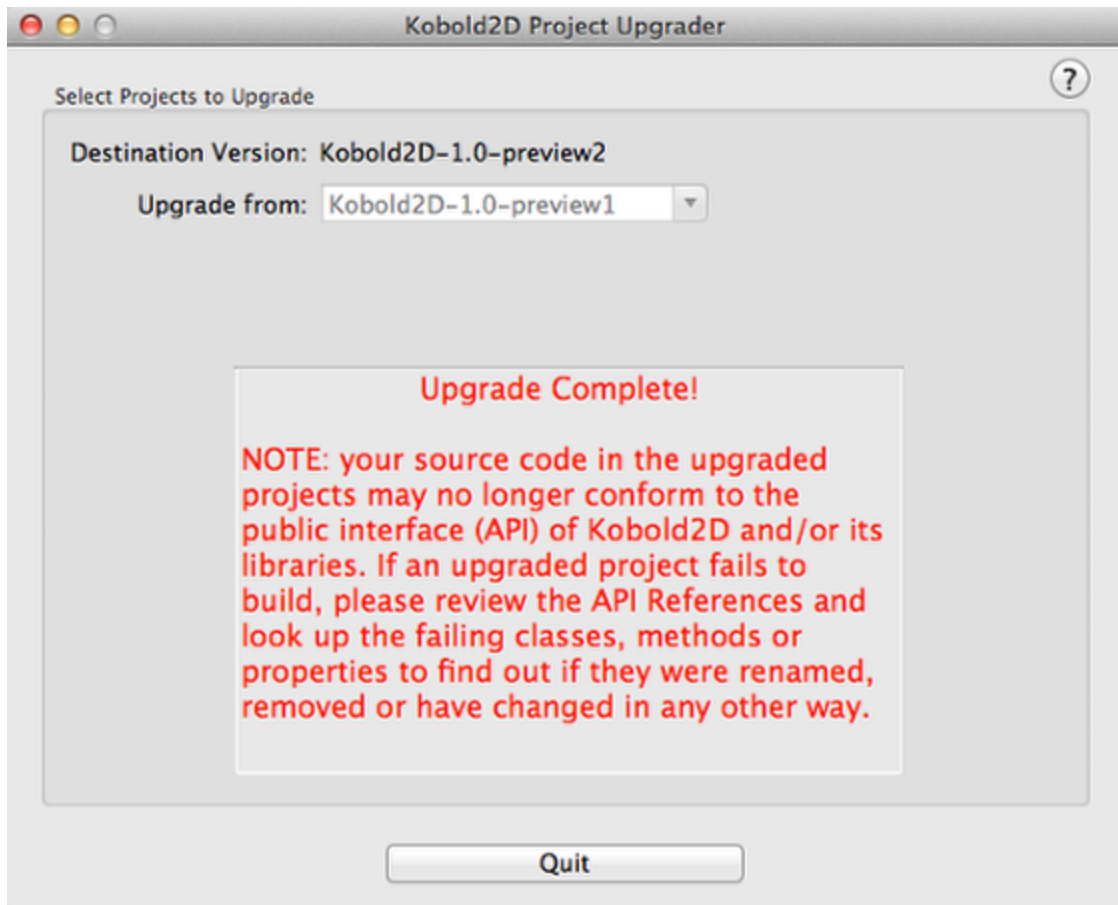 Kobold2D Project Upgrader
?
Select Projects to Upgrade
Destination Version: Kobold2D-1.0-preview2
Upgrade from: Kobold2D-1.0-preview1
Upgrade Complete!
NOTE: your source code in the upgraded
projects may no longer conform to the
public interface (API) of Kobold2D and/or its
libraries. If an upgraded project fails to
build, please review the API References and
look up the failing classes, methods or
properties to find out if they were renamed,
removed or have changed in any other way.
Quit